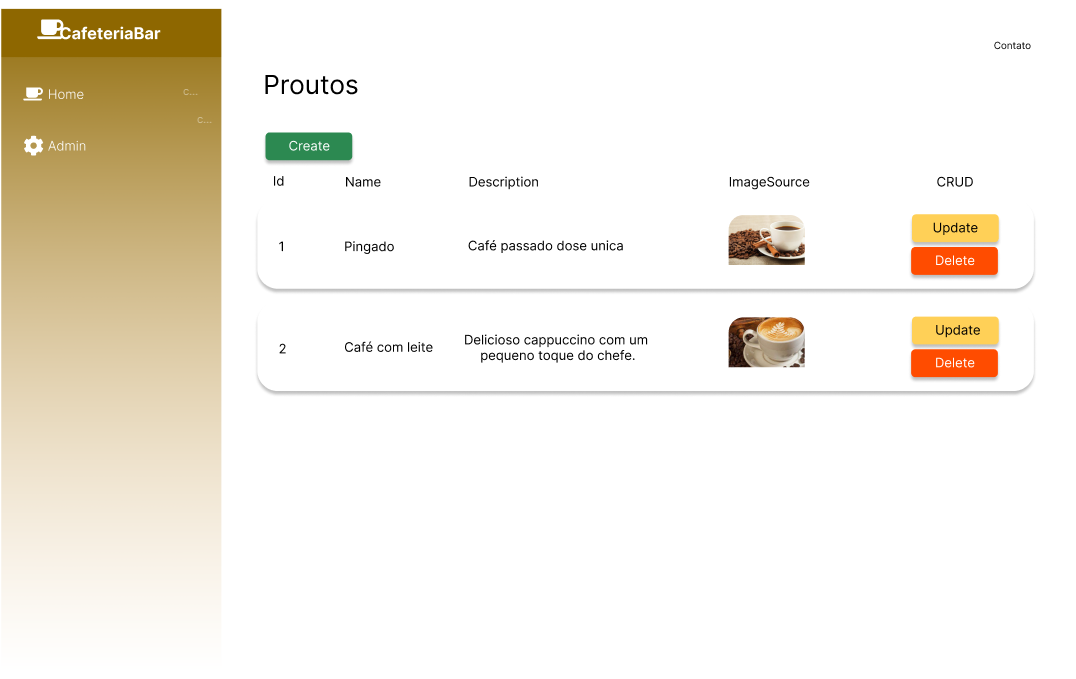 CafeteriaBar
Contato
Proutos
Home
C....
C....
Admin
Create
Id Name Description ImageSource CRUD
1 Pingado Café passado dose unica Update
Delete
2 Café com leite Delicioso cappuccino com um
pequeno toque do chefe.
Update
Delete